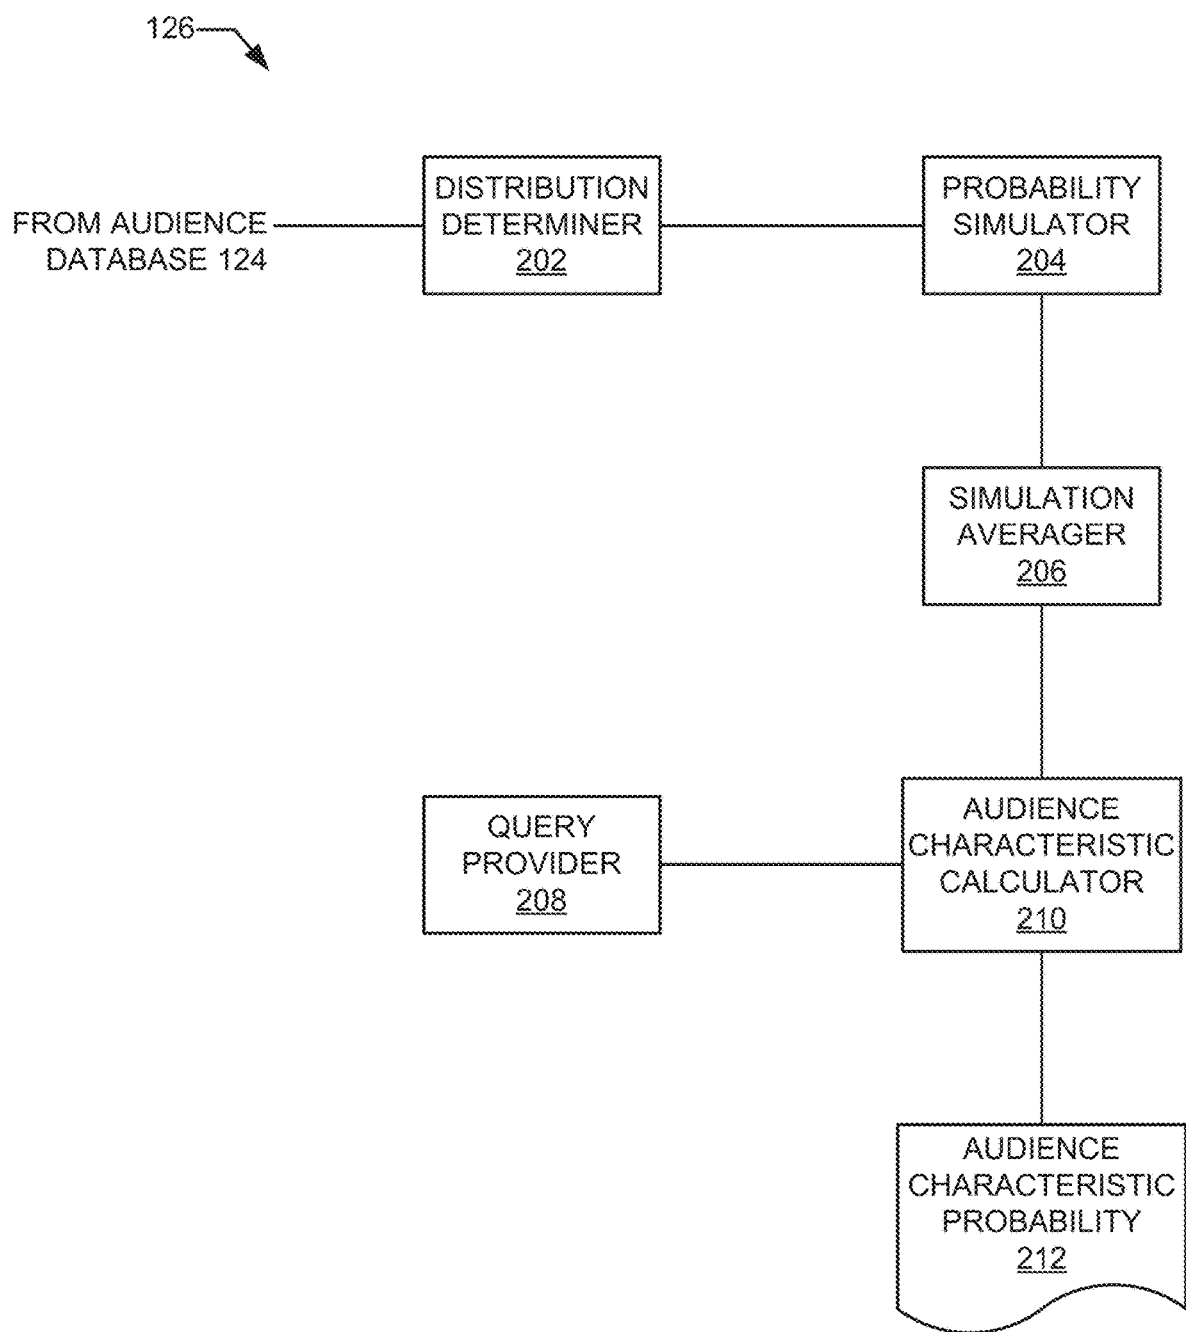 126
FROM AUDIENCE
DATABASE 124
DISTRIBUTION
DETERMINER
202
PROBABILITY
SIMULATOR
204
SIMULATION
AVERAGER
206
QUERY
PROVIDER
208
AUDIENCE
CHARACTERISTIC
CALCULATOR
210
AUDIENCE
CHARACTERISTIC
PROBABILITY
212